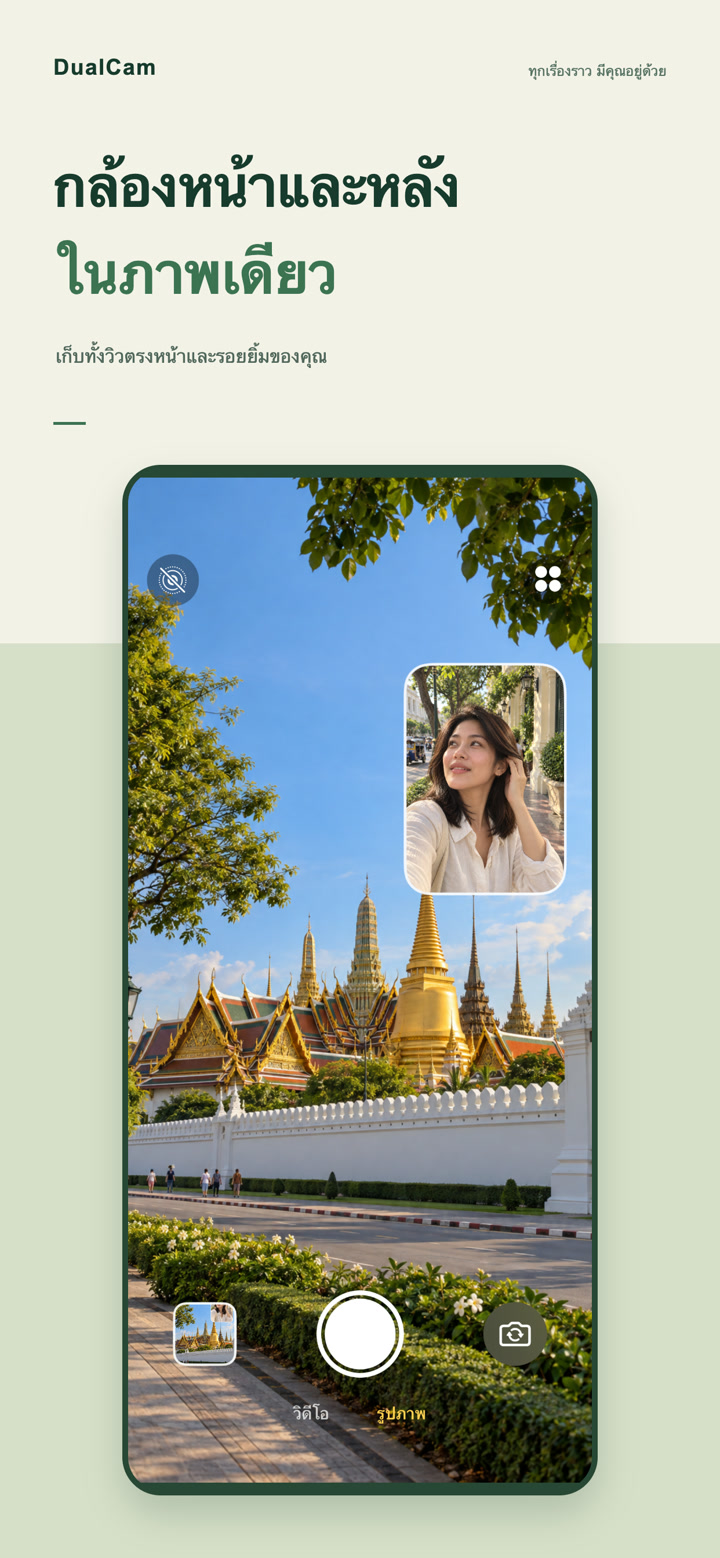 DualCam
ทุกเรื่องราว มีคุณอยู่ด้วย
กล้องหน้าและหลัง
ในภาพเดียว
เก็บทั้งวิวตรงหน้าและรอยยิ้มของคุณ
วิดีโอ
รูปภาพ